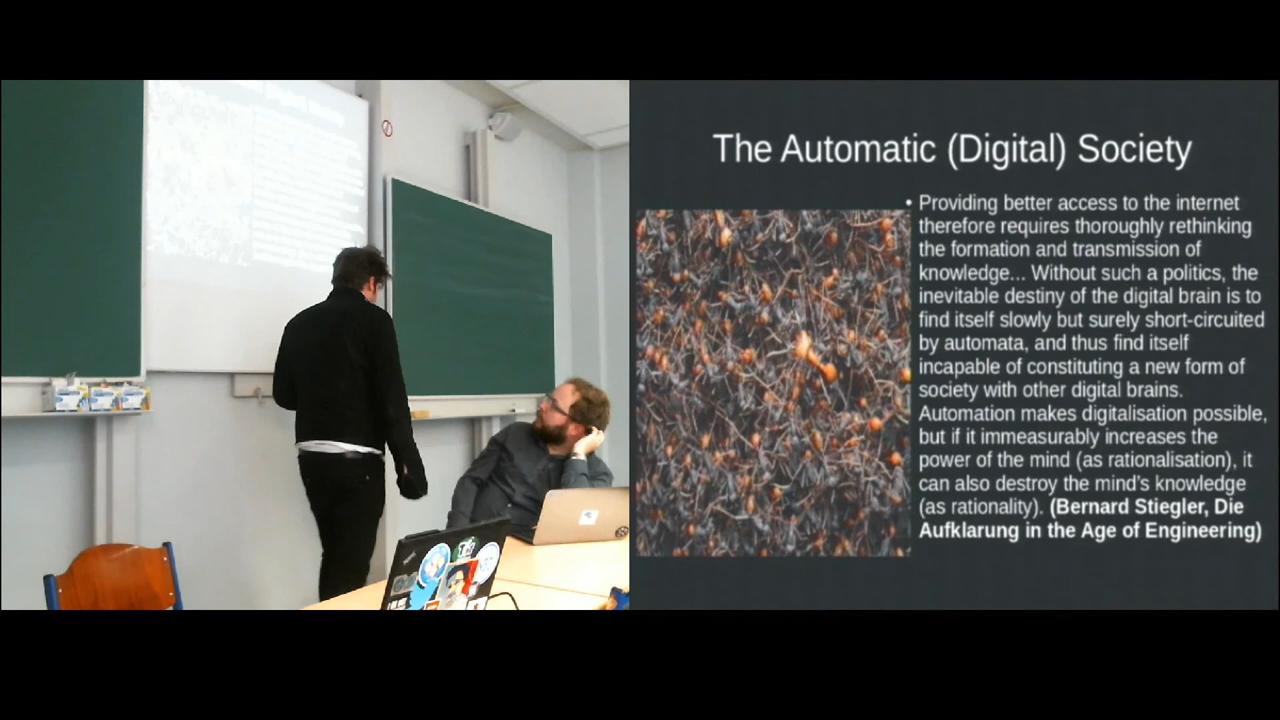 The Automatic (Digital) Society
• Providing better access to the internet
therefore requires thoroughly rethinking
the formation and transmission of
knowledge... Without such a politics, the
inevitable destiny of the digital brain is to
find itself slowly but surely short-circuited
by automata, and thus find itself
incapable of constituting a new form of
society with other digital brains.
Automation makes digitalisation possible,
but if it immeasurably increases the
power of the mind (as rationalisation), it
can also destroy the mind's knowledge
(as rationality). (Bernard Stiegler, Die
Aufklarung in the Age of Engineering)